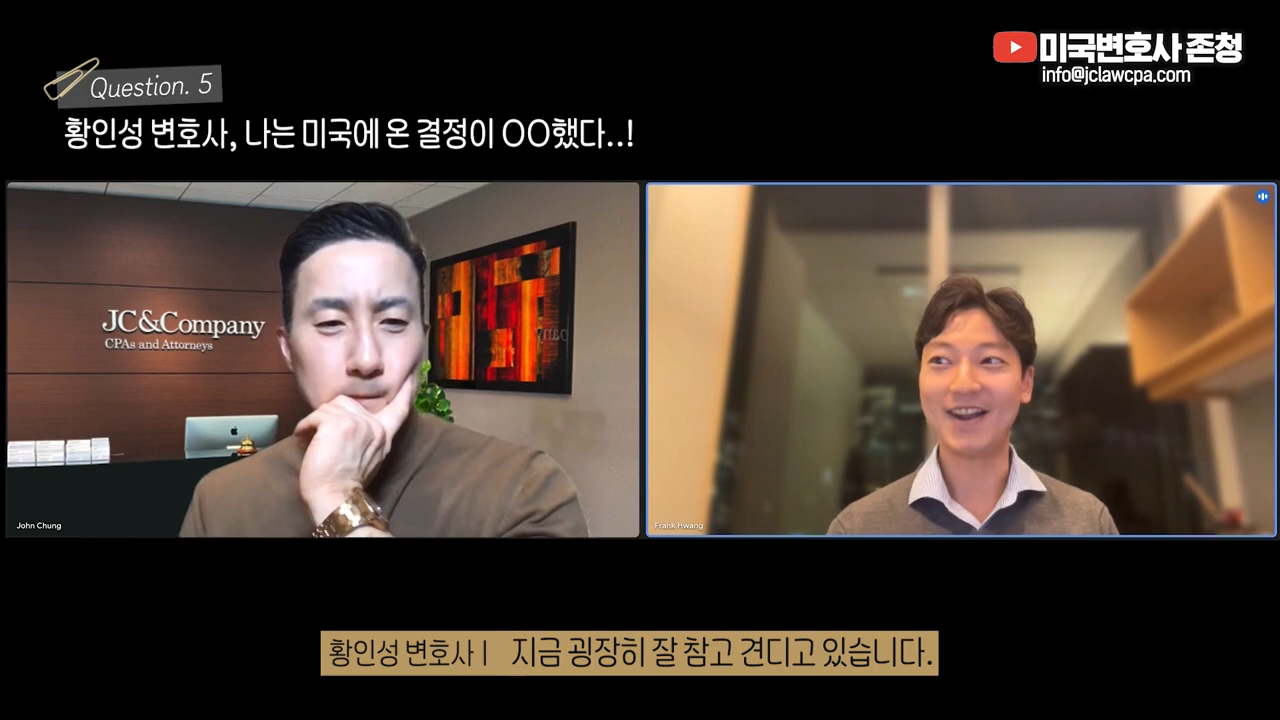 미국변호사 존청
info@jclawcpa.com
Question. 5
황인성 변호사, 나는 미국에 온 결정이 OO했다..!
JC&Company
CPAs and Attorneys
John Chung
Frank Hwang
황인성 변호사 | 지금 굉장히 잘 참고 견디고 있습니다.